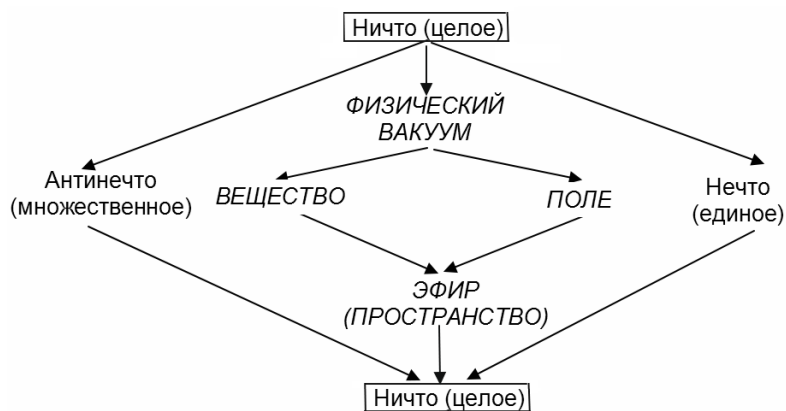 Ничто (целое)
ФИЗИЧЕСКИЙ
ВАКУУМ
Антинечто
(множественное)
ВЕЩЕСТВО
ПОЛЕ
Нечто
(единое)
ЭФИР
(ПРОСТРАНСТВО)
Ничто (целое)